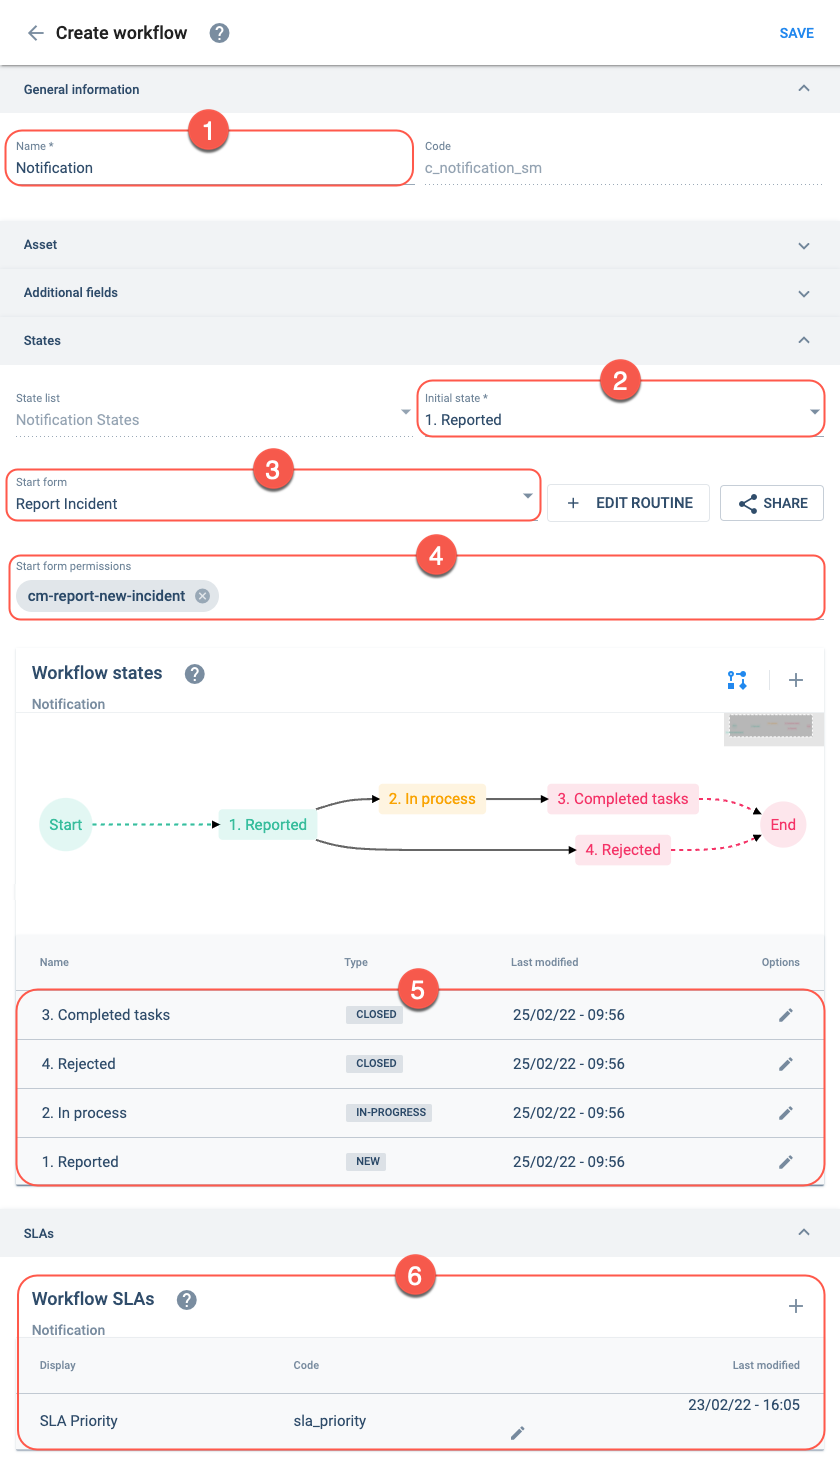 Create workflow ?
SAVE
General information
1
Name *
Code
Notification
c_notification_sm
Asset
Additional fields
States
2
State list
Initial state *
Notification States
1. Reported
3
Start form
Report Incident
+ EDIT ROUTINE
SHARE
4
Start form permissions
cm-report-new-incident
Workflow states ?
Notification
Start
1. Reported
2. In process
3. Completed tasks
4. Rejected
End
Name Type Last modified Options
5
3. Completed tasks CLOSED 25/02/22 - 09:56
4. Rejected CLOSED 25/02/22 - 09:56
2. In process IN-PROGRESS 25/02/22 - 09:56
1. Reported NEW 25/02/22 - 09:56
SLAs
6
Workflow SLAs ?
Notification
Display Code Last modified
SLA Priority sla_priority 23/02/22 - 16:05